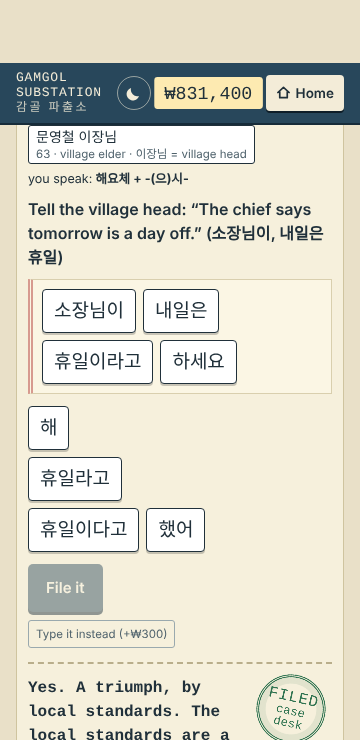 GAMGOL
SUBSTATION
감골 파출소
₩831,400
Home
문영철 이장님
63 · village elder · 이장님 = village head
you speak: 해요체 + -(으)시-
Tell the village head: “The chief says
tomorrow is a day off.” (소장님이, 내일은
휴일)
소장님이 내일은
휴일이라고 하세요
해
휴일라고
휴일이다고 했어
File it
Type it instead (+₩300)
Yes. A triumph, by
local standards. The
local standards are a
FILED
case
desk